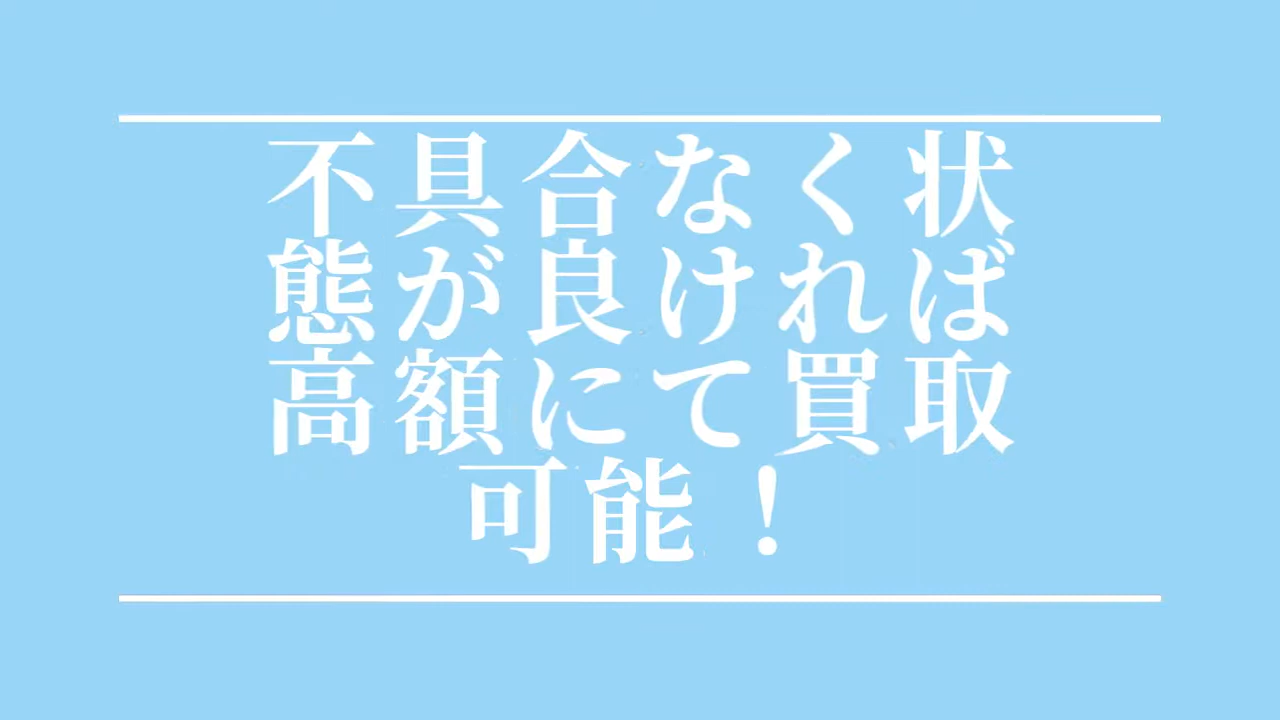 不具合なく状
態が良ければ
高額にて買取
可能！